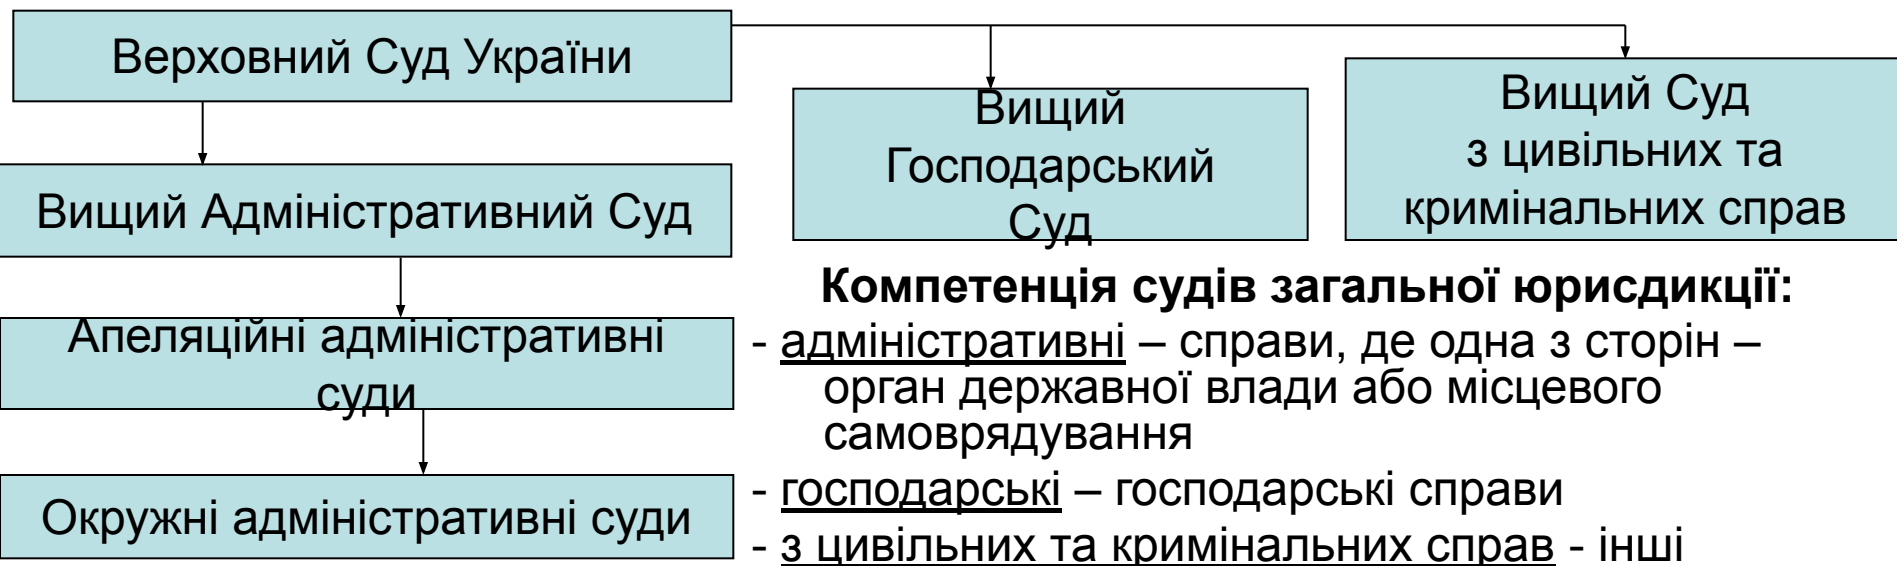 Верховний Суд України
Вищий
Господарський
Суд
Вищий Суд
з цивільних та
кримінальних справ
Вищий Адміністративний Суд
Апеляційні адміністративні
суди
Окружні адміністративні суди
Компетенція судів загальної юрисдикції:
- адміністративні – справи, де одна з сторін –
орган державної влади або місцевого
самоврядування
- господарські – господарські справи
- з цивільних та кримінальних справ - інші